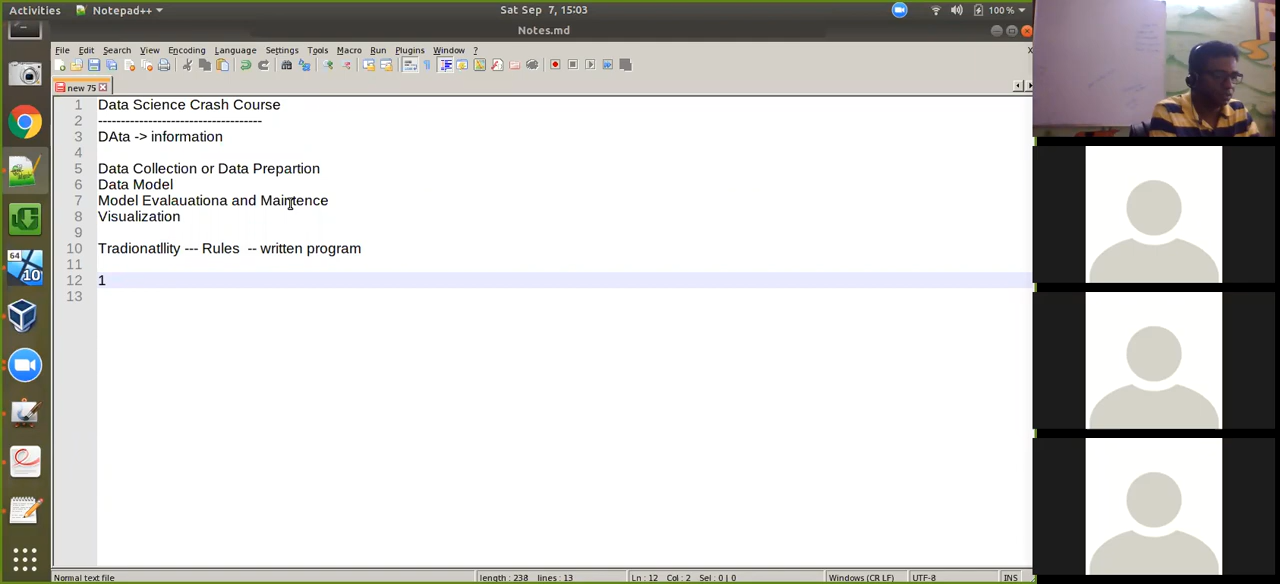 Activities Notepad++ Sat Sep 7, 15:03 100 %
Notes.md
File Edit Search View Encoding Language Settings Tools Macro Run Plugins Window ? X
new 75
1 Data Science Crash Course
2 ------------------------------------
3 DAta -> information
4
5 Data Collection or Data Prepartion
6 Data Model
7 Model Evalauationa and Maintence
8 Visualization
9
10 Tradionatllity --- Rules -- written program
11
12 1
13
64
10
Normal text file length : 238 lines : 13 Ln : 12 Col : 2 Sel : 0 | 0 Windows (CR LF) UTF-8 INS